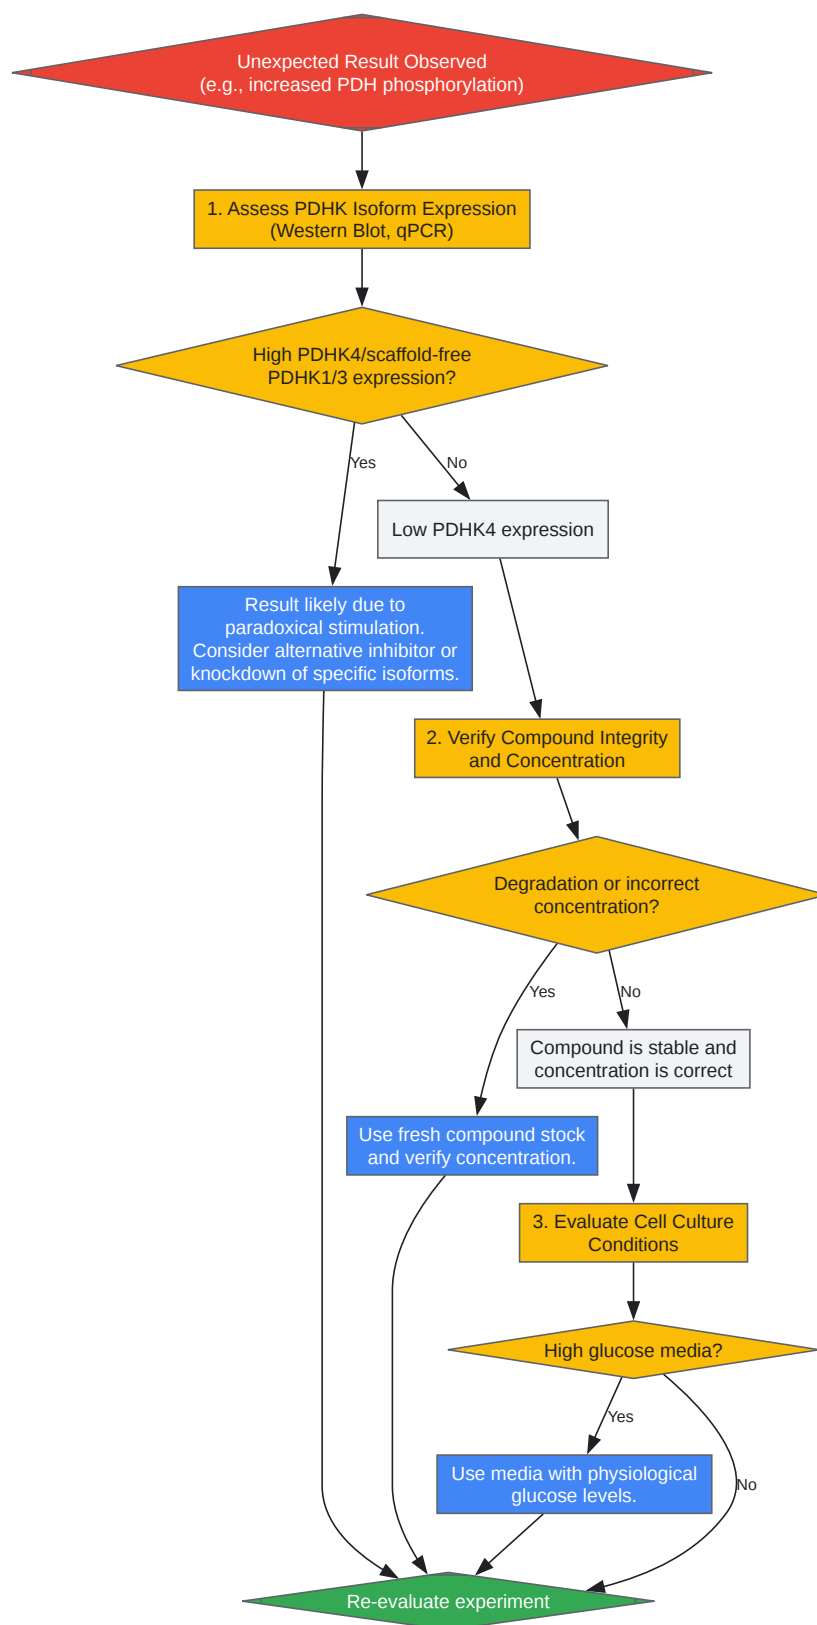 Unexpected Result Observed
(e.g., increased PDH phosphorylation)
1. Assess PDHK Isoform Expression
(Western Blot, qPCR)
High PDHK4/scaffold-free
PDHK1/3 expression?
Yes
No
Low PDHK4 expression
Result likely due to
paradoxical stimulation.
Consider alternative inhibitor or
knockdown of specific isoforms.
2. Verify Compound Integrity
and Concentration
Degradation or incorrect
concentration?
Yes
No
Compound is stable and
concentration is correct
Use fresh compound stock
and verify concentration.
3. Evaluate Cell Culture
Conditions
High glucose media?
Yes
No
Use media with physiological
glucose levels.
Re-evaluate experiment